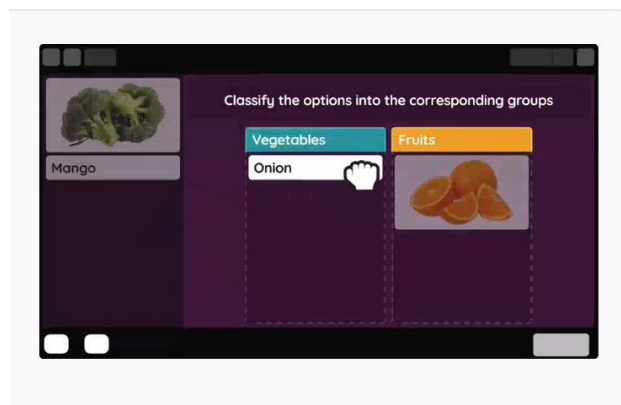 Classify the options into the corresponding groups
Vegetables
Fruits
Mango
Onion